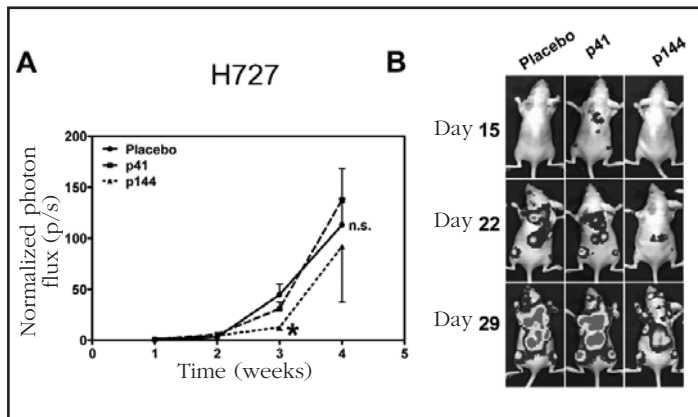 A
H727
Normalized photon
flux (p/s)
200
150
100
50
0
Placebo
p41
p144
n.s.
*
0
1
2
3
4
5
Time (weeks)
B
Placebo
p41
p144
Day 15
Day 22
Day 29